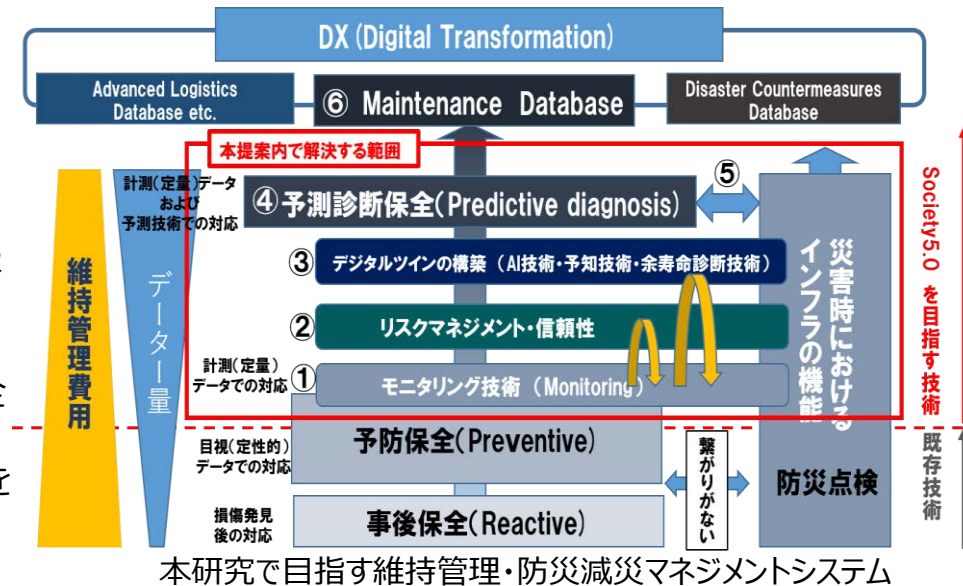 DX(Digital Transformation)
Advanced Logistics
Database etc.
⑥ Maintenance Database
Disaster Countermeasures
Database
本提案内で解決する範囲
計測(定量)データ
および
予測技術での対応
④予測診断保全(Predictive diagnosis)
⑤
③
デジタルツインの構築 (AI技術・予知技術・余寿命診断技術)
②
リスクマネジメント・信頼性
計測(定量)
データでの対応
①
モニタリング技術 (Monitoring)
目視(定性的)
データでの対応
予防保全(Preventive)
損傷発見
後の対応
事後保全(Reactive)
維持管理費用
データー量
繋がりがない
災害時における
インフラの機能
防災点検
Society5.0 を目指す技術
既存技術
を
本研究で目指す維持管理・防災減災マネジメントシステム